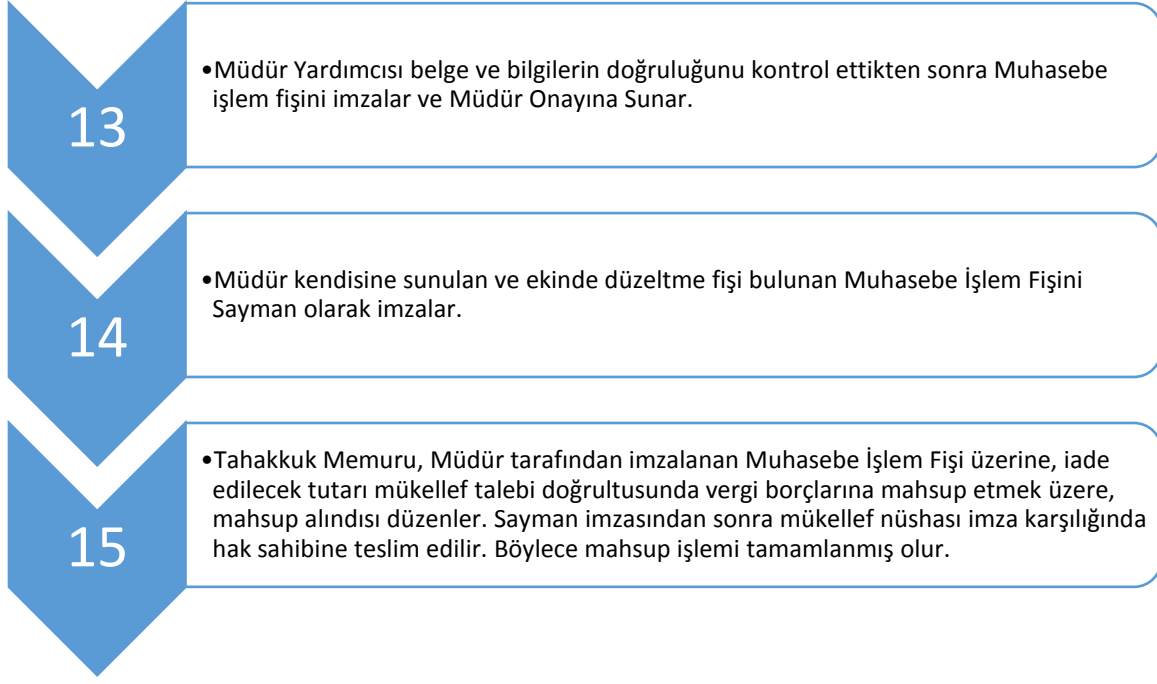 13
•Müdür Yardımcısı belge ve bilgilerin doğruluğunu kontrol ettikten sonra Muhasebe
işlem fişini imzalar ve Müdür Onayına Sunar.
14
•Müdür kendisine sunulan ve ekinde düzeltme fişi bulunan Muhasebe İşlem Fişini
Sayman olarak imzalar.
15
•Tahakkuk Memuru, Müdür tarafından imzalanan Muhasebe İşlem Fişi üzerine, iade
edilecek tutarı mükellef talebi doğrultusunda vergi borçlarına mahsup etmek üzere,
mahsup alındısı düzenler. Sayman imzasından sonra mükellef nüshası imza karşılığında
hak sahibine teslim edilir. Böylece mahsup işlemi tamamlanmış olur.